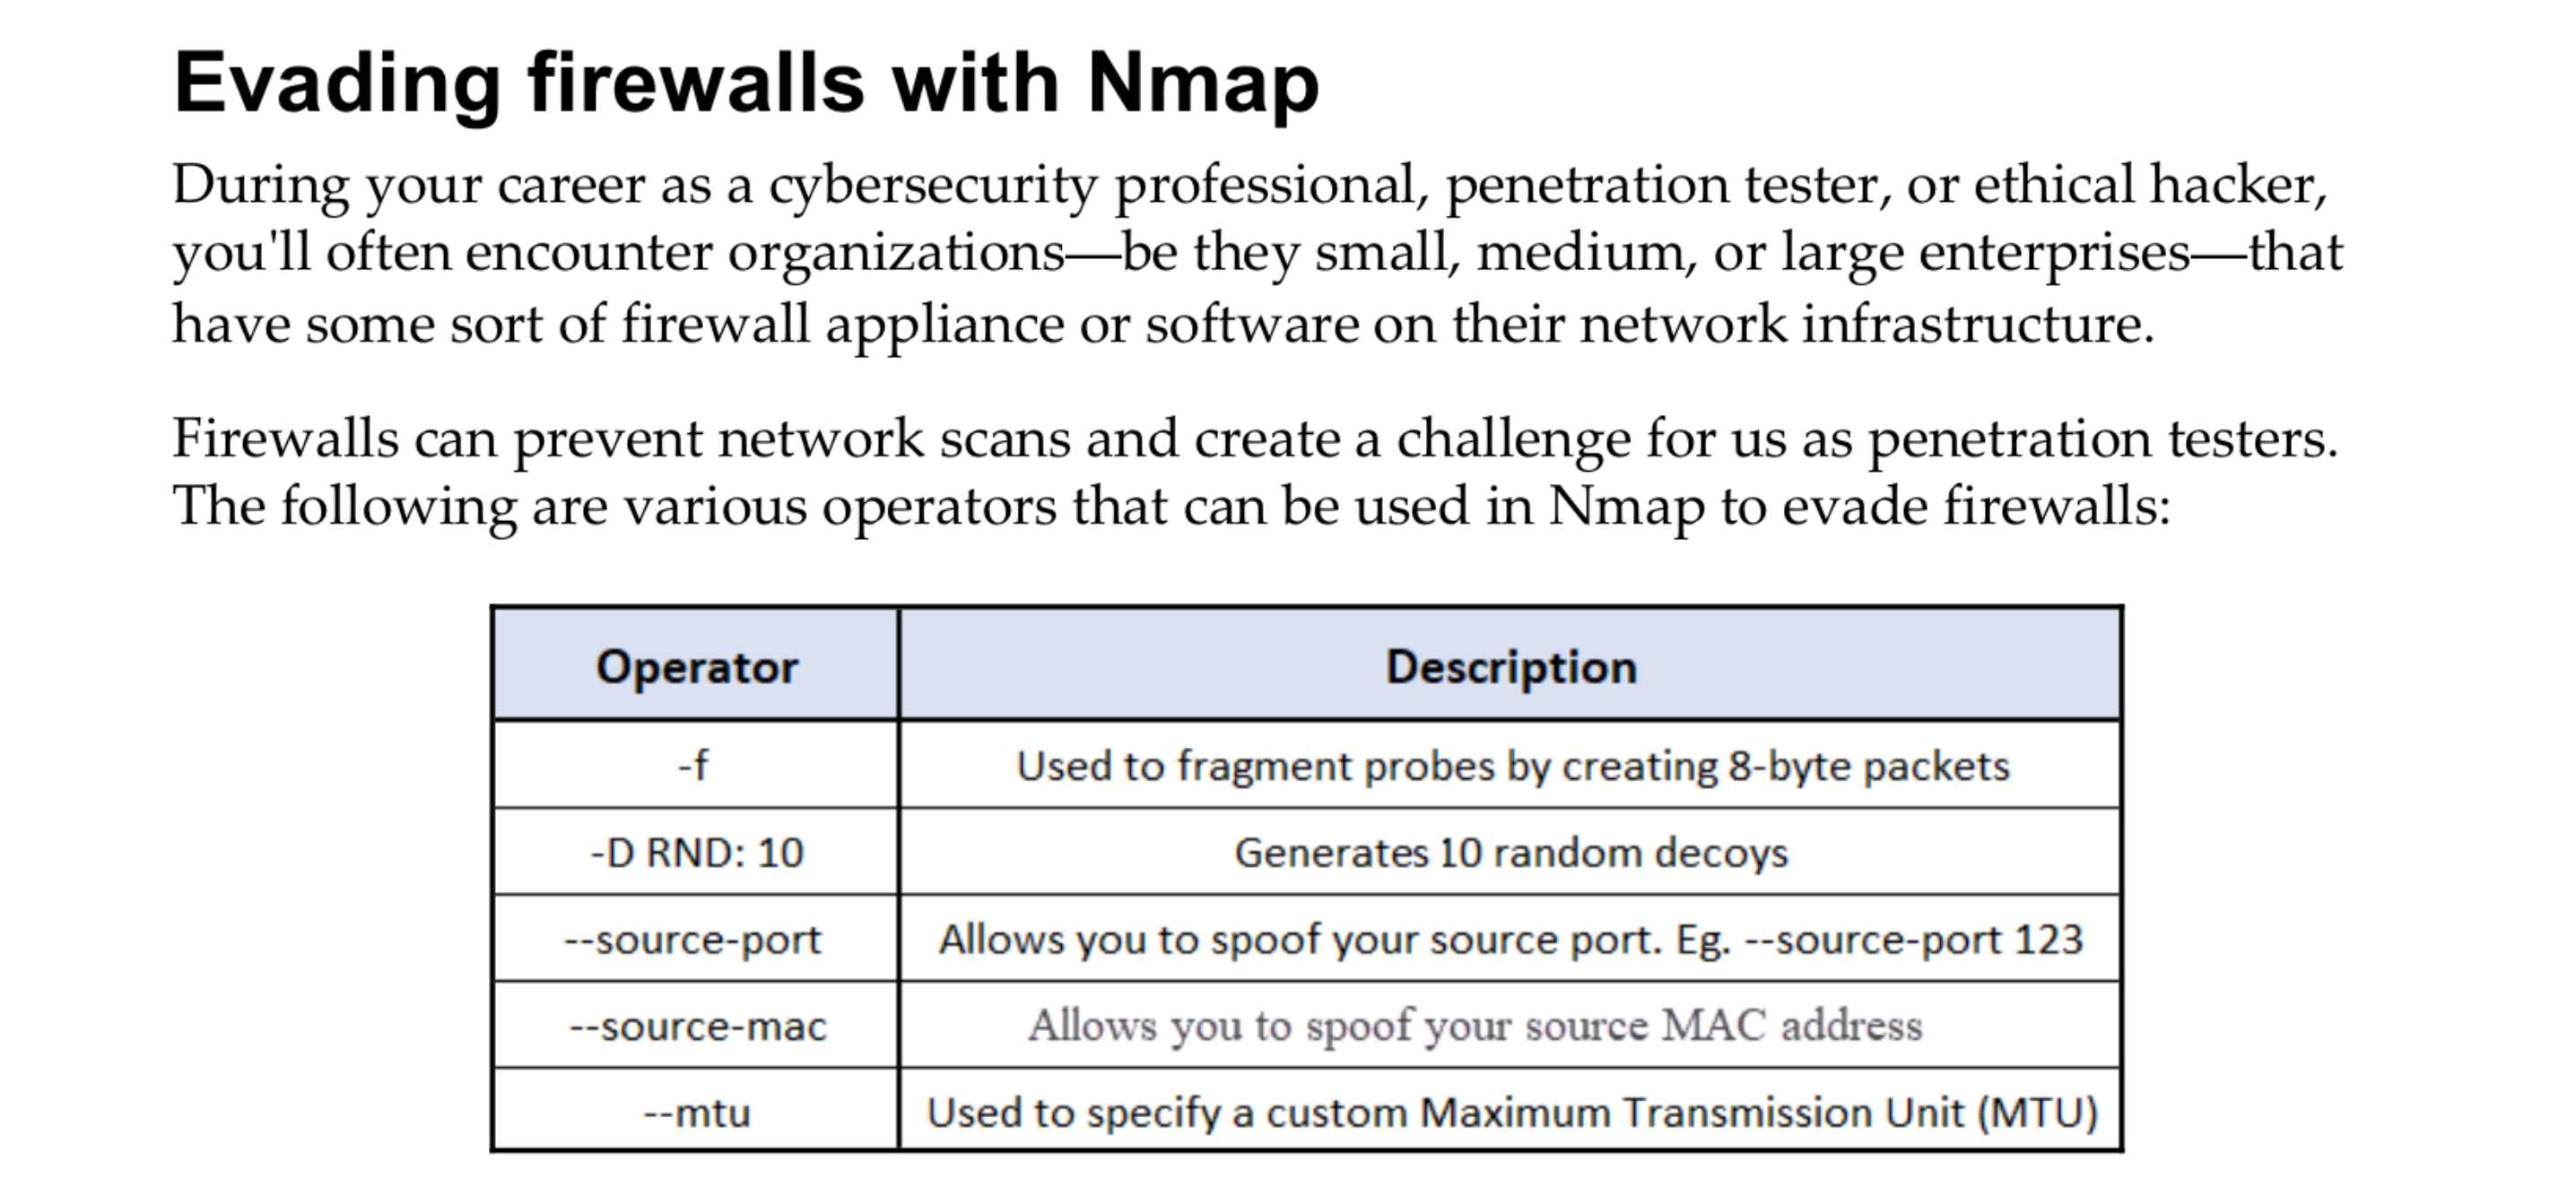 Evading firewalls with Nmap
During your career as a cybersecurity professional, penetration tester, or ethical hacker,
you'll often encounter organizations—be they small, medium, or large enterprises—that
have some sort of firewall appliance or software on their network infrastructure.
Firewalls can prevent network scans and create a challenge for us as penetration testers.
The following are various operators that can be used in Nmap to evade firewalls:
Operator Description
-f Used to fragment probes by creating 8-byte packets
-D RND: 10 Generates 10 random decoys
--source-port Allows you to spoof your source port. Eg. --source-port 123
--source-mac Allows you to spoof your source MAC address
--mtu Used to specify a custom Maximum Transmission Unit (MTU)